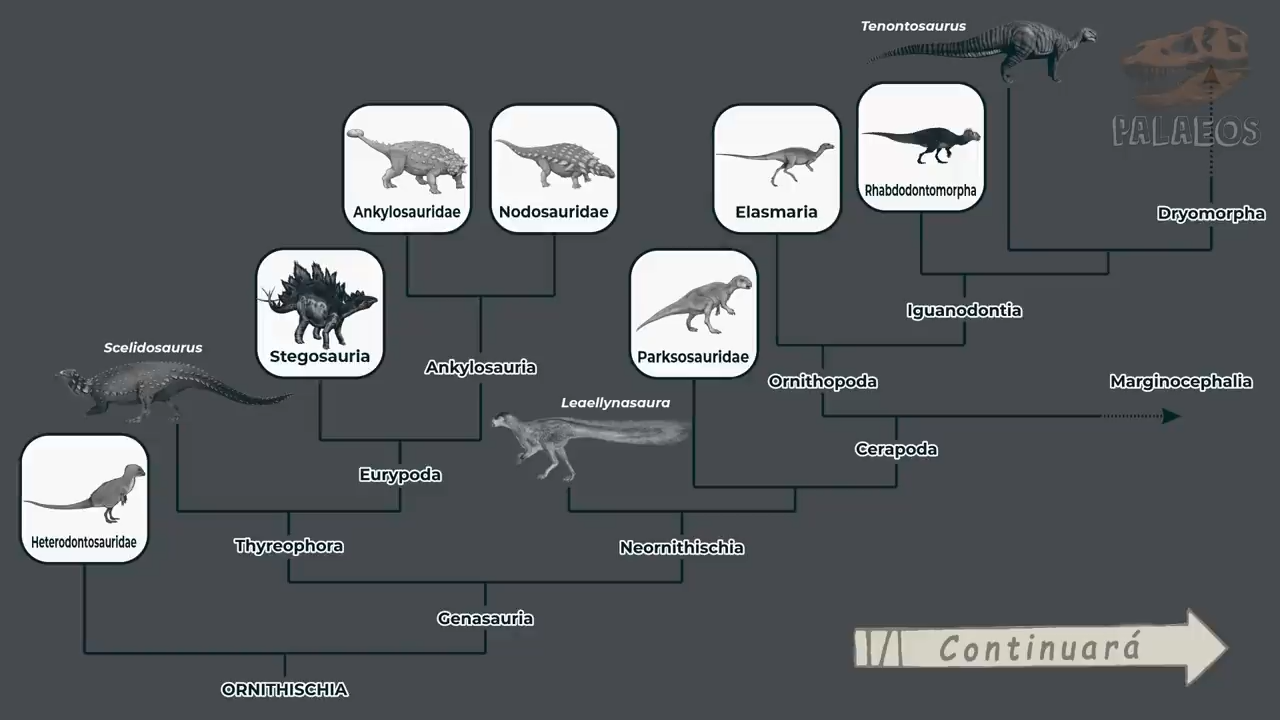 Tenontosaurus
PALAEOS
Ankylosauridae
Nodosauridae
Elasmaria
Rhabdodontomorpha
Dryomorpha
Iguanodontia
Scelidosaurus
Stegosauria
Ankylosauria
Parksosauridae
Ornithopoda
Marginocephalia
Leaellynasaura
Cerapoda
Eurypoda
Heterodontosauridae
Thyreophora
Neornithischia
Genasauria
Continuará
ORNITHISCHIA